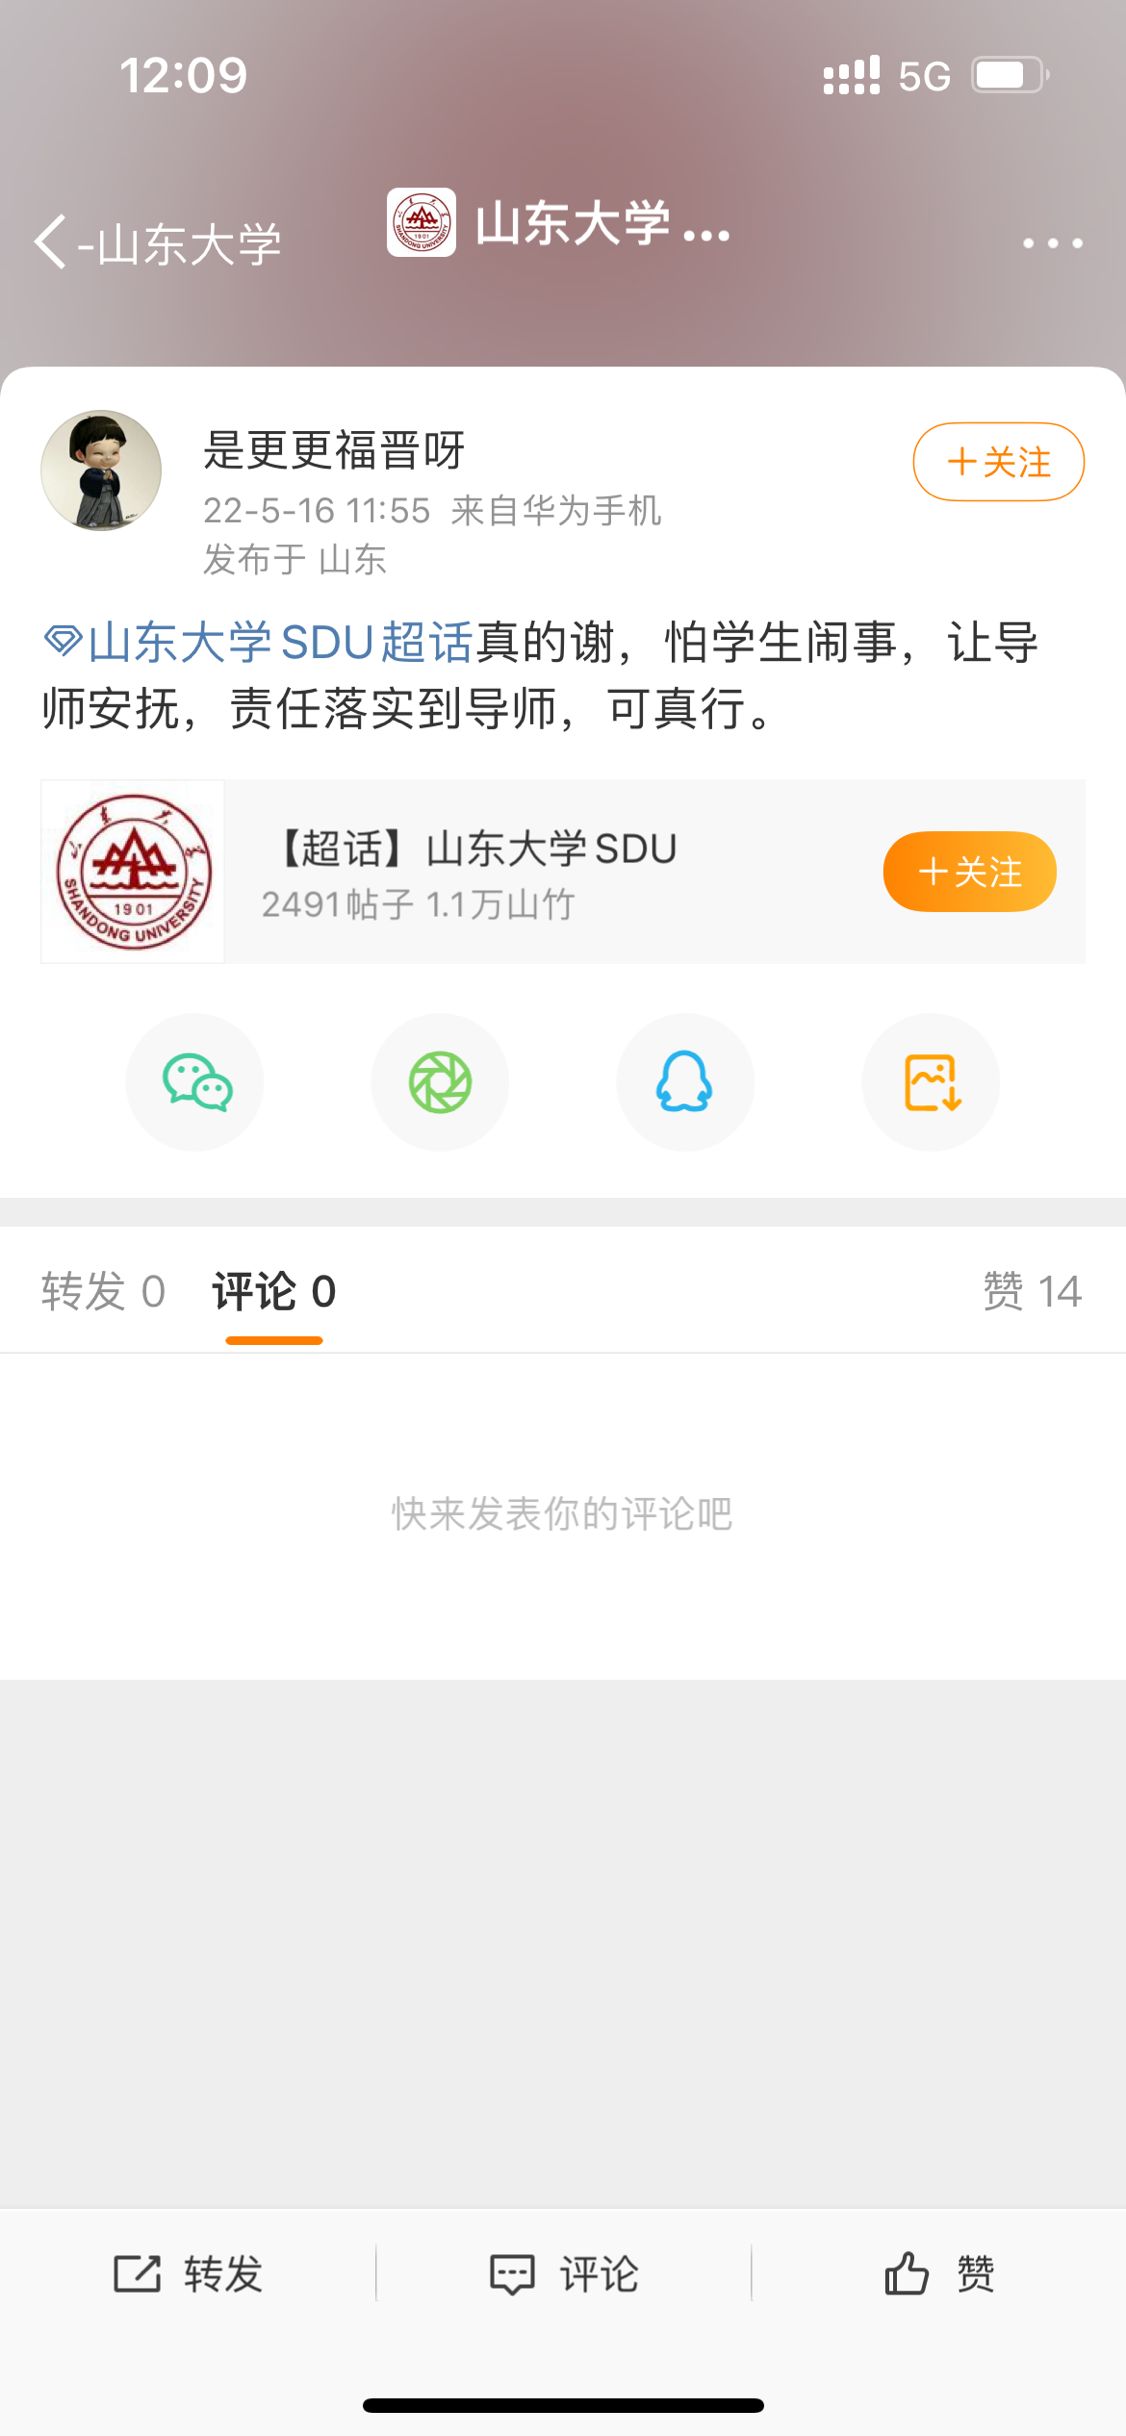 12:09
5G
-山东大学
山东大学...
是更更福晋呀
+关注
22-5-16 11:55 来自华为手机
发布于 山东
山东大学SDU超话真的谢，怕学生闹事，让导
师安抚，责任落实到导师，可真行。
SHANDONG UNIVERSITY
1901
【超话】山东大学SDU
2491帖子 1.1万山竹
+关注
转发 0
评论 0
赞 14
快来发表你的评论吧
转发
评论
赞